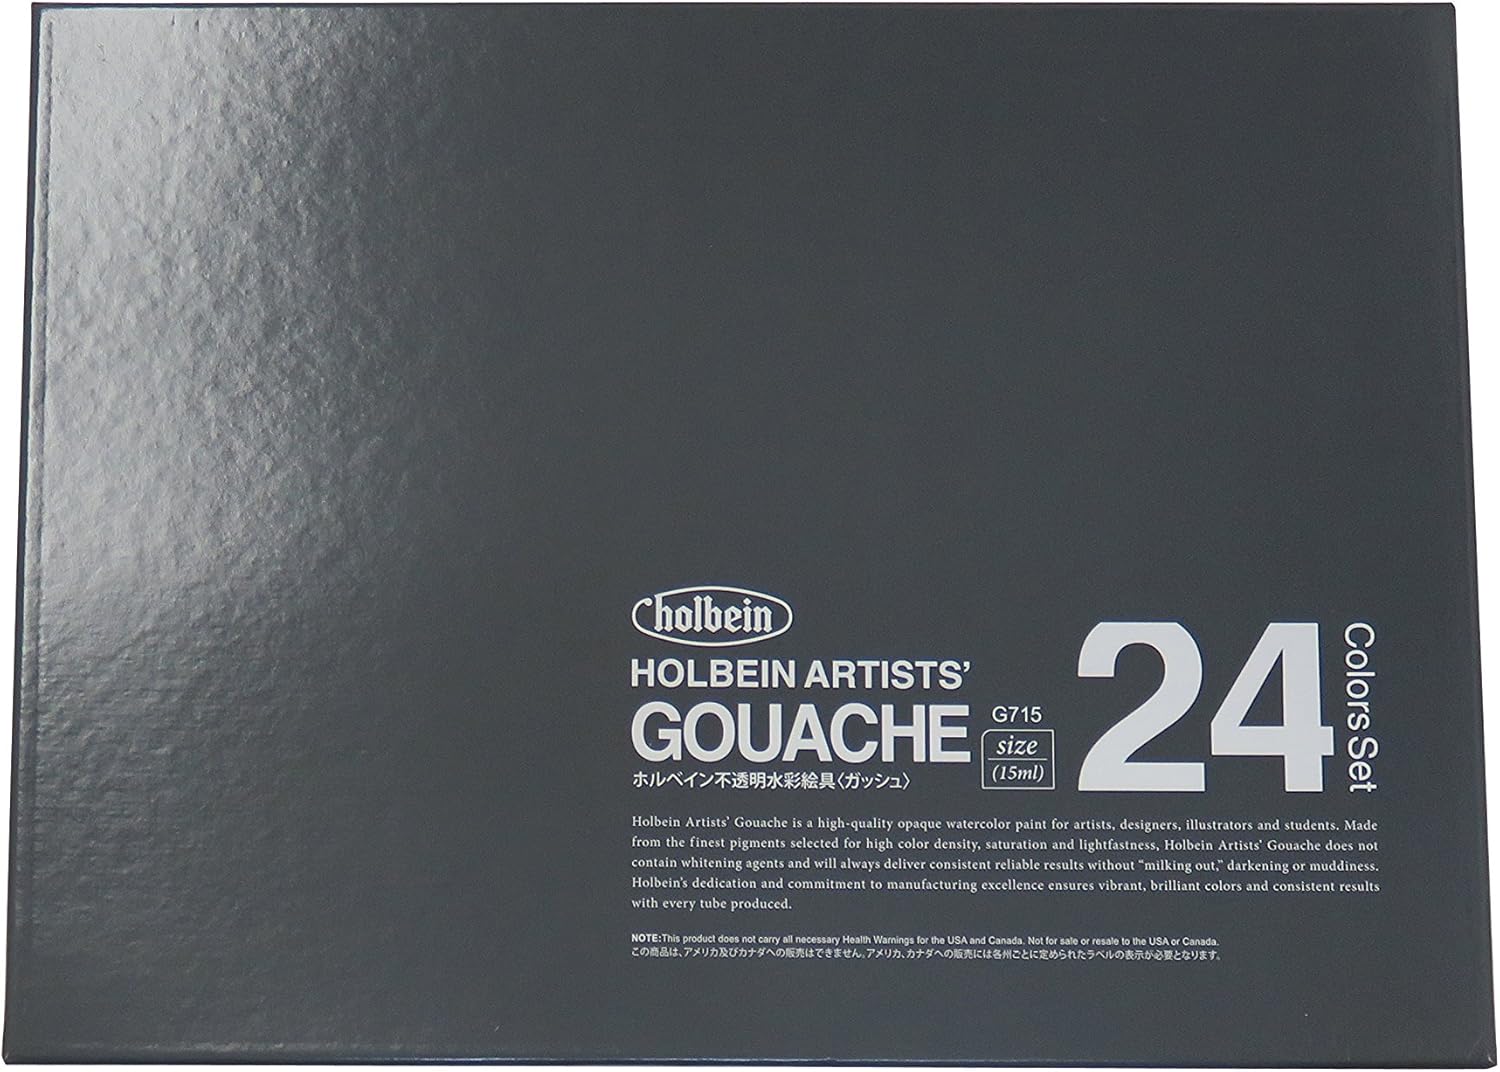 holbein
HOLBEIN ARTISTS’
GOUACHE
ホルベイン不透明水彩絵具〈ガッシュ〉
G715
size
(15ml)
24
Colors Set
Holbein Artists’ Gouache is a high-quality opaque watercolor paint for artists, designers, illustrators and students. Made
from the finest pigments selected for high color density, saturation and lightfastness, Holbein Artists’ Gouache does not
contain whitening agents and will always deliver consistent reliable results without “milking out,” darkening or muddiness.
Holbein’s dedication and commitment to manufacturing excellence ensures vibrant, brilliant colors and consistent results
with every tube produced.
NOTE:This product does not carry all necessary Health Warnings for the USA and Canada. Not for sale or resale to the USA or Canada.
この商品は、アメリカ及びカナダへの販売はできません。アメリカ、カナダへの販売には各州ごとに定められたラベルの表示が必要となります。